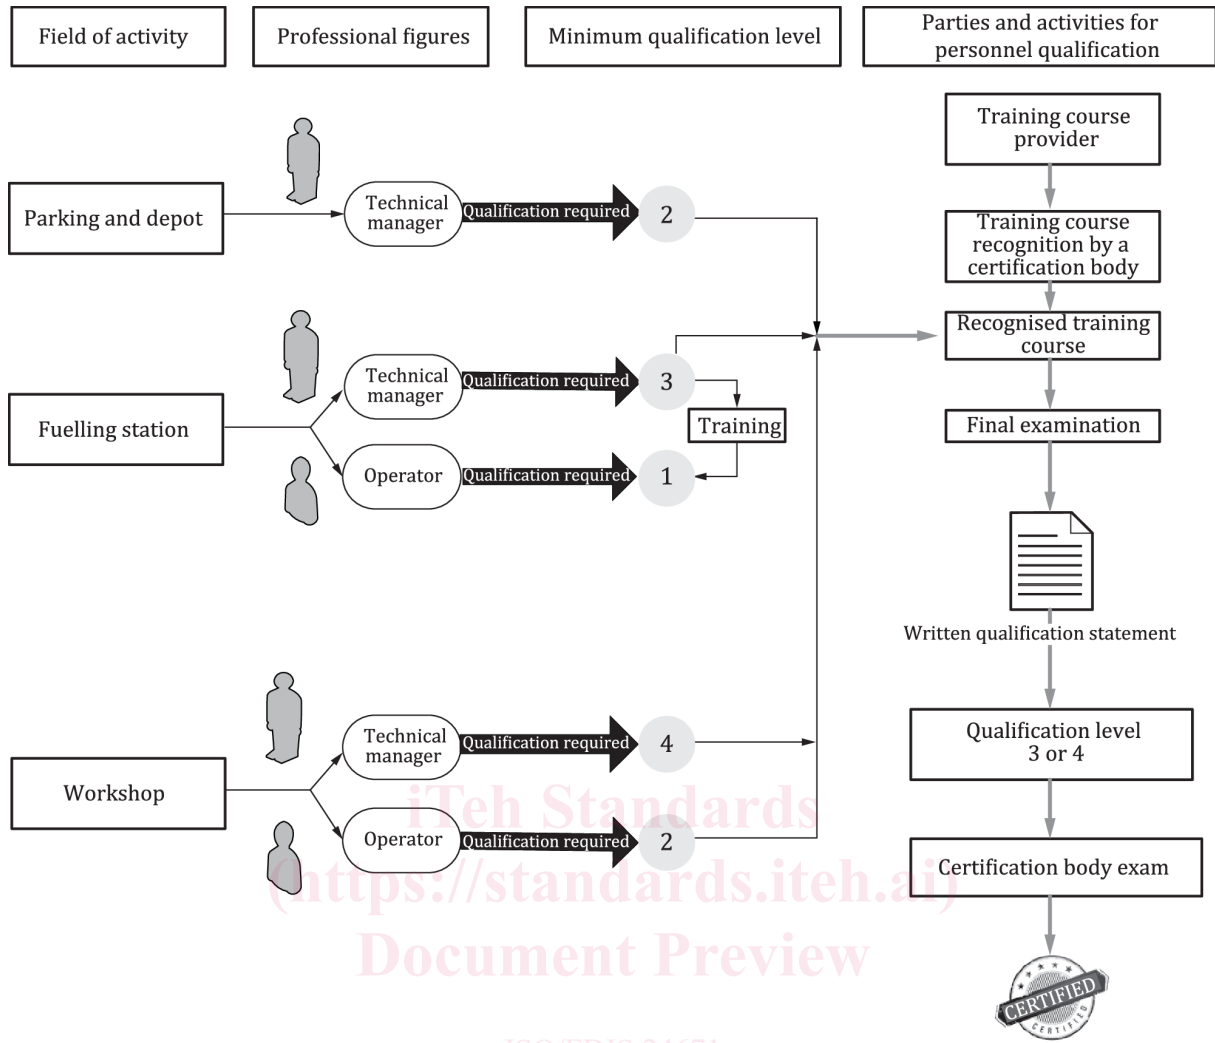 Field of activity
Professional figures
Minimum qualification level
Parties and activities for
personnel qualification
Training course
provider
Training course
recognition by a
certification body
Recognised training
course
Final examination
Written qualification statement
Qualification level
3 or 4
Certification body exam
CERTIFIED
CERTIFIED
Parking and depot
Technical
manager
Qualification required
2
Fuelling station
Technical
manager
Qualification required
3
Training
Operator
Qualification required
1
Workshop
Technical
manager
Qualification required
4
Operator
Qualification required
2
iTeh Standards
(https://standards.iteh.ai)
Document Preview